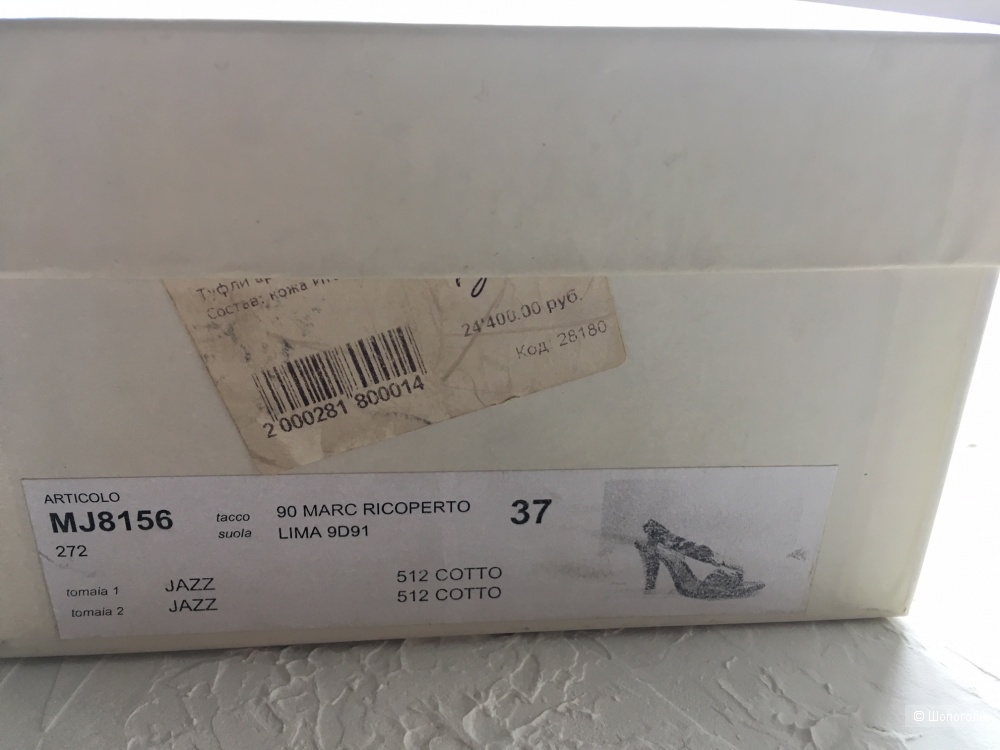 Туфли
Состав: кожа
24'400.00 руб.
Код 28180
2 000281 800014
ARTICOLO
MJ8156 tacco 90 MARC RICOPERTO 37
272 suola LIMA 9D91
tomaia 1 JAZZ 512 COTTO
tomaia 2 JAZZ 512 COTTO